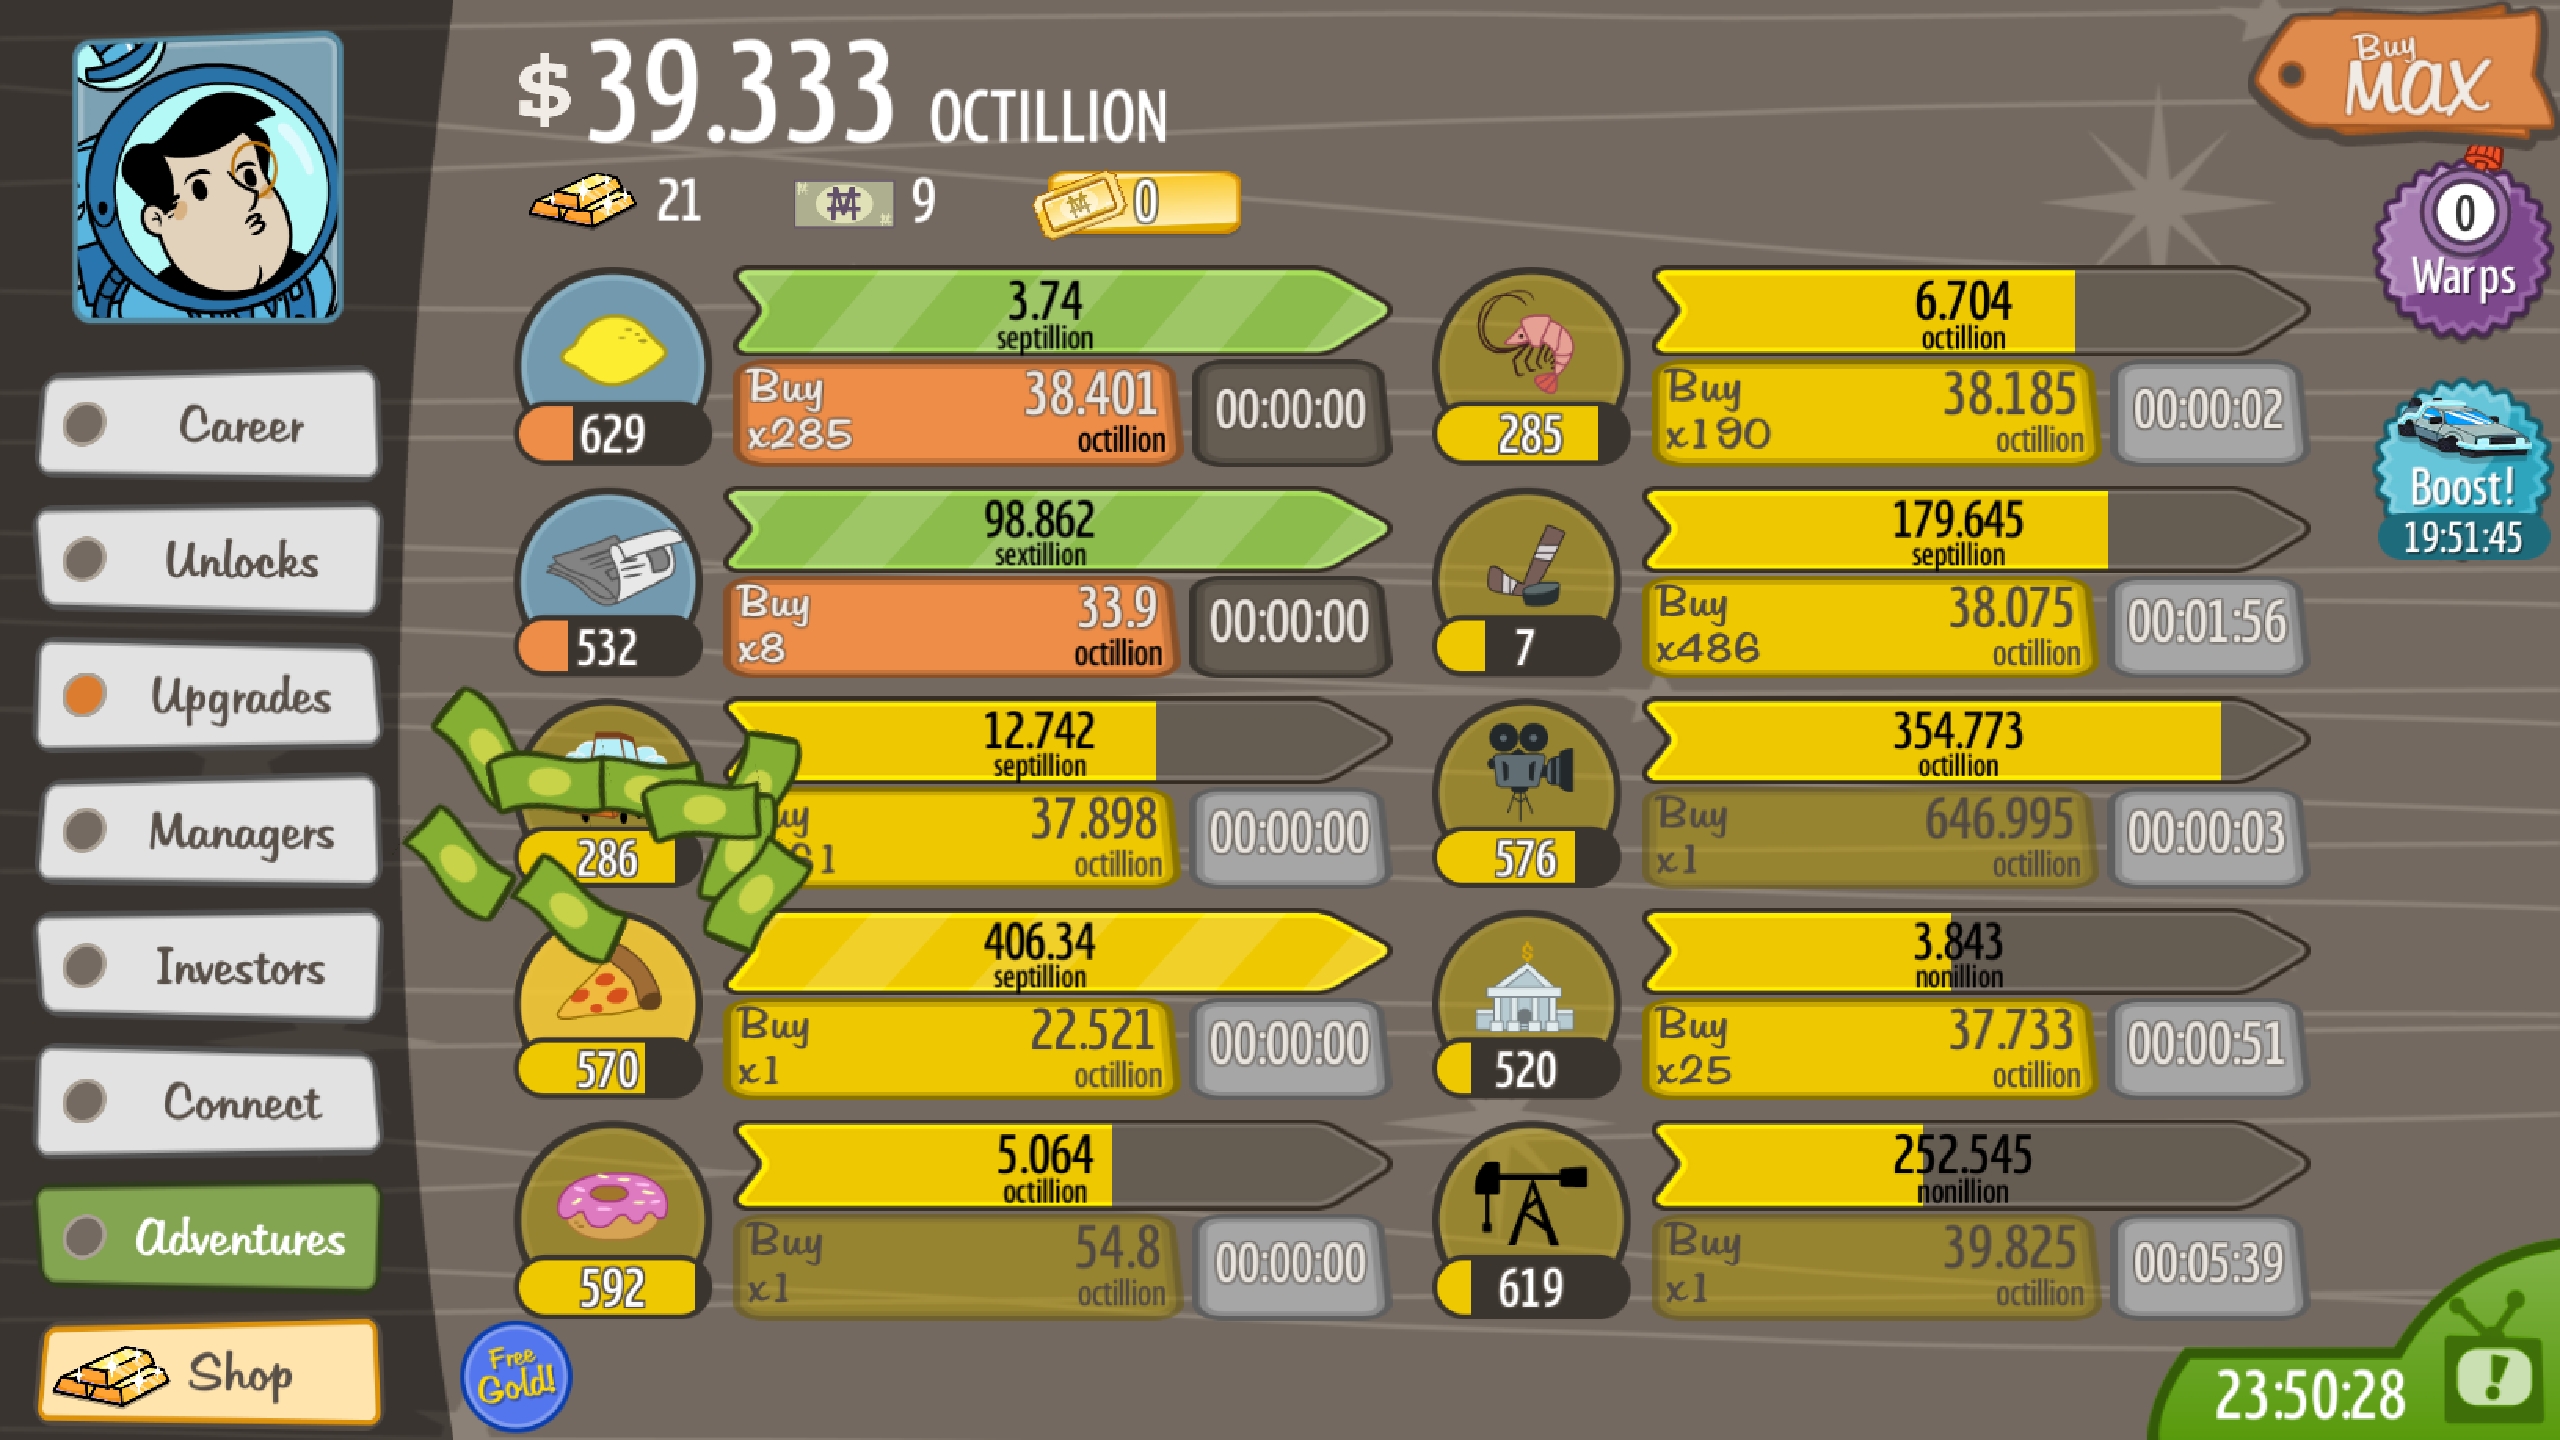 $ 39.333 OCTILLION
Buy
MAX
21
9
0
0
Warps
Boost!
19:51:45
Career
Unlocks
Upgrades
Managers
Investors
Connect
Adventures
Shop
3.74
septillion
629
Buy
x285
38.401
octillion
00:00:00
98.862
sextillion
532
Buy
x8
33.9
octillion
00:00:00
12.742
septillion
286
37.898
octillion
00:00:00
406.34
septillion
570
Buy
x1
22.521
octillion
00:00:00
5.064
octillion
592
Buy
x1
54.8
octillion
00:00:00
6.704
octillion
285
Buy
x190
38.185
octillion
00:00:02
179.645
septillion
7
Buy
x486
38.075
octillion
00:01:56
354.773
octillion
576
Buy
x1
646.995
octillion
00:00:03
3.843
nonillion
520
Buy
x25
37.733
octillion
00:00:51
252.545
nonillion
619
Buy
x1
39.825
octillion
00:05:39
Free
Gold!
23:50:28